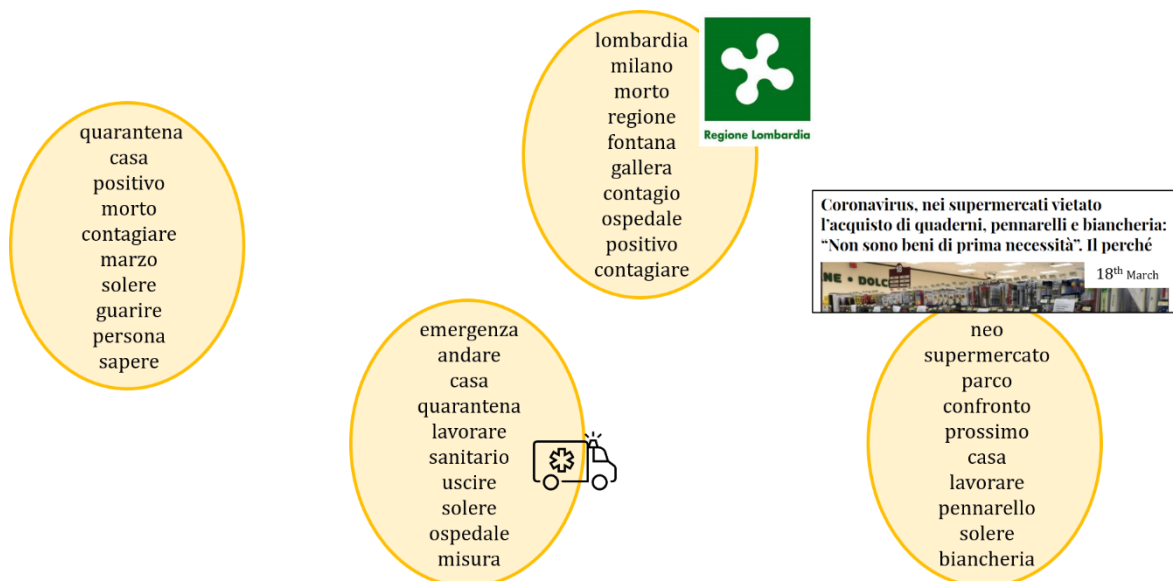 quarantena
casa
positivo
morto
contagiare
marzo
solere
guarire
persona
sapere
lombardia
milano
morto
regione
fontana
gallera
contagio
ospedale
positivo
contagiare
Regione Lombardia
emergenza
andare
casa
quarantena
lavorare
sanitario
uscire
solere
ospedale
misura
Coronavirus, nei supermercati vietato
l’acquisto di quaderni, pennarelli e biancheria:
“Non sono beni di prima necessità”. Il perché
NE • DOLC
18th March
neo
supermercato
parco
confronto
prossimo
casa
lavorare
pennarello
solere
biancheria